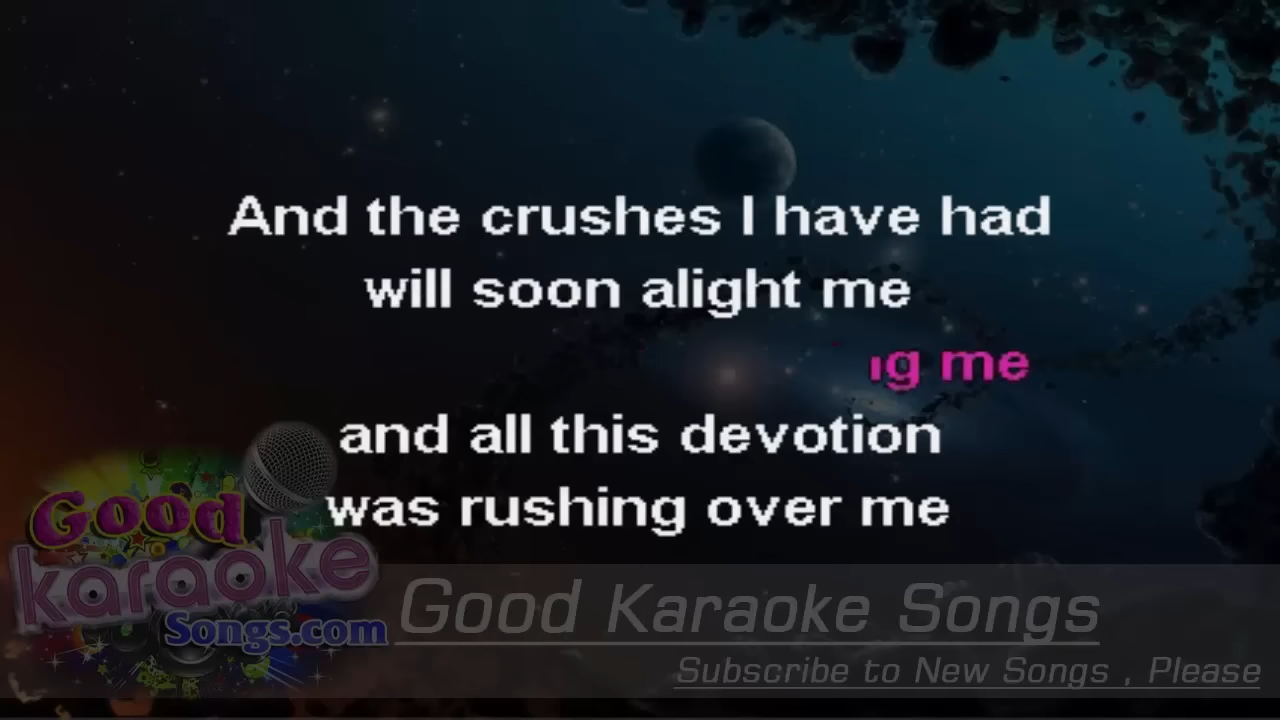 And the crushes I have had
will soon alight me
me
and all this devotion
was rushing over me
Good
karaoke
Songs.com
Good Karaoke Songs
Subscribe to New Songs , Please